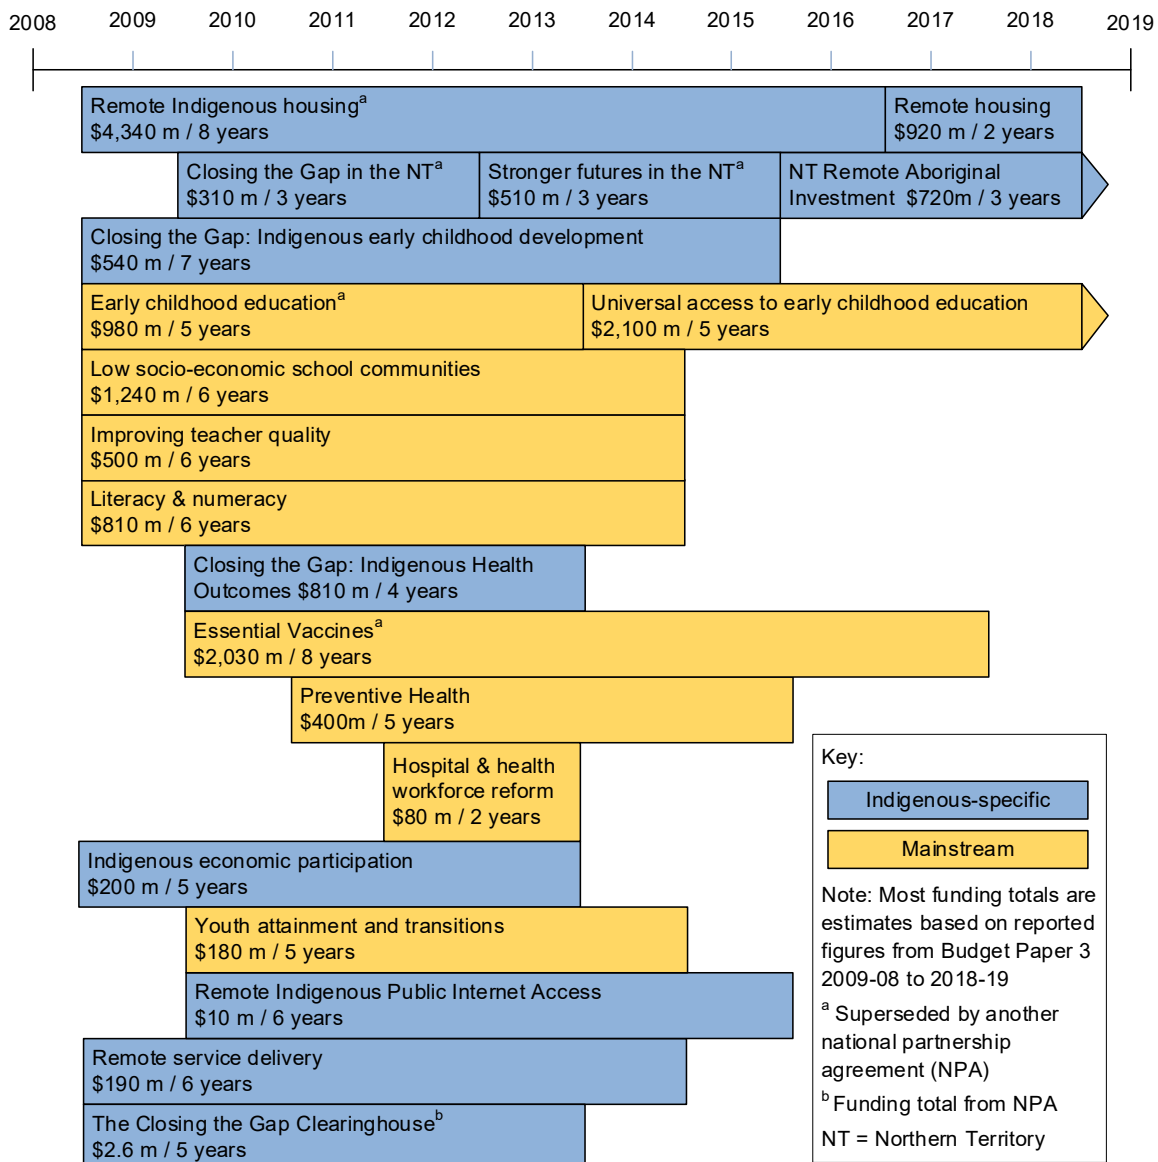 2008 2009 2010 2011 2012 2013 2014 2015 2016 2017 2018 2019
Remote Indigenous housingᵃ
$4,340 m / 8 years
Remote housing
$920 m / 2 years
Closing the Gap in the NTᵃ
$310 m / 3 years
Stronger futures in the NTᵃ
$510 m / 3 years
NT Remote Aboriginal
Investment $720m / 3 years
Closing the Gap: Indigenous early childhood development
$540 m / 7 years
Early childhood educationᵃ
$980 m / 5 years
Universal access to early childhood education
$2,100 m / 5 years
Low socio-economic school communities
$1,240 m / 6 years
Improving teacher quality
$500 m / 6 years
Literacy & numeracy
$810 m / 6 years
Closing the Gap: Indigenous Health
Outcomes $810 m / 4 years
Essential Vaccinesᵃ
$2,030 m / 8 years
Preventive Health
$400m / 5 years
Hospital & health
workforce reform
$80 m / 2 years
Indigenous economic participation
$200 m / 5 years
Youth attainment and transitions
$180 m / 5 years
Remote Indigenous Public Internet Access
$10 m / 6 years
Remote service delivery
$190 m / 6 years
The Closing the Gap Clearinghouseᵇ
$2.6 m / 5 years
Key:
Indigenous-specific
Mainstream
Note: Most funding totals are
estimates based on reported
figures from Budget Paper 3
2009-08 to 2018-19
ᵃ Superseded by another
national partnership
agreement (NPA)
ᵇ Funding total from NPA
NT = Northern Territory